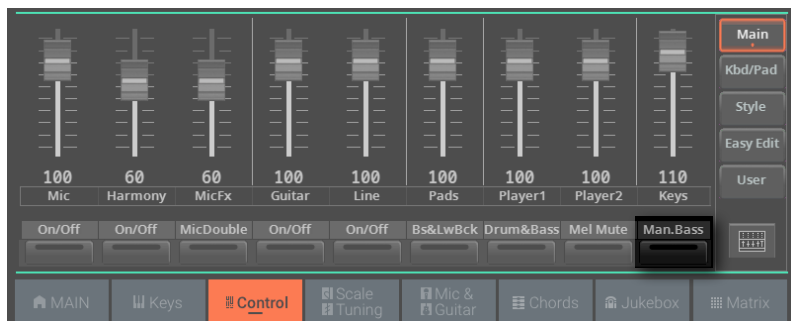 Main
Kbd/Pad
Style
Easy Edit
User
100 60 60 100 100 100 100 100 110
Mic Harmony MicFx Guitar Line Pads Player1 Player2 Keys
On/Off On/Off MicDouble On/Off On/Off Bs&LwBck Drum&Bass Mel Mute Man.Bass
MAIN Keys Control Scale Tuning Mic & Guitar Chords Jukebox Matrix